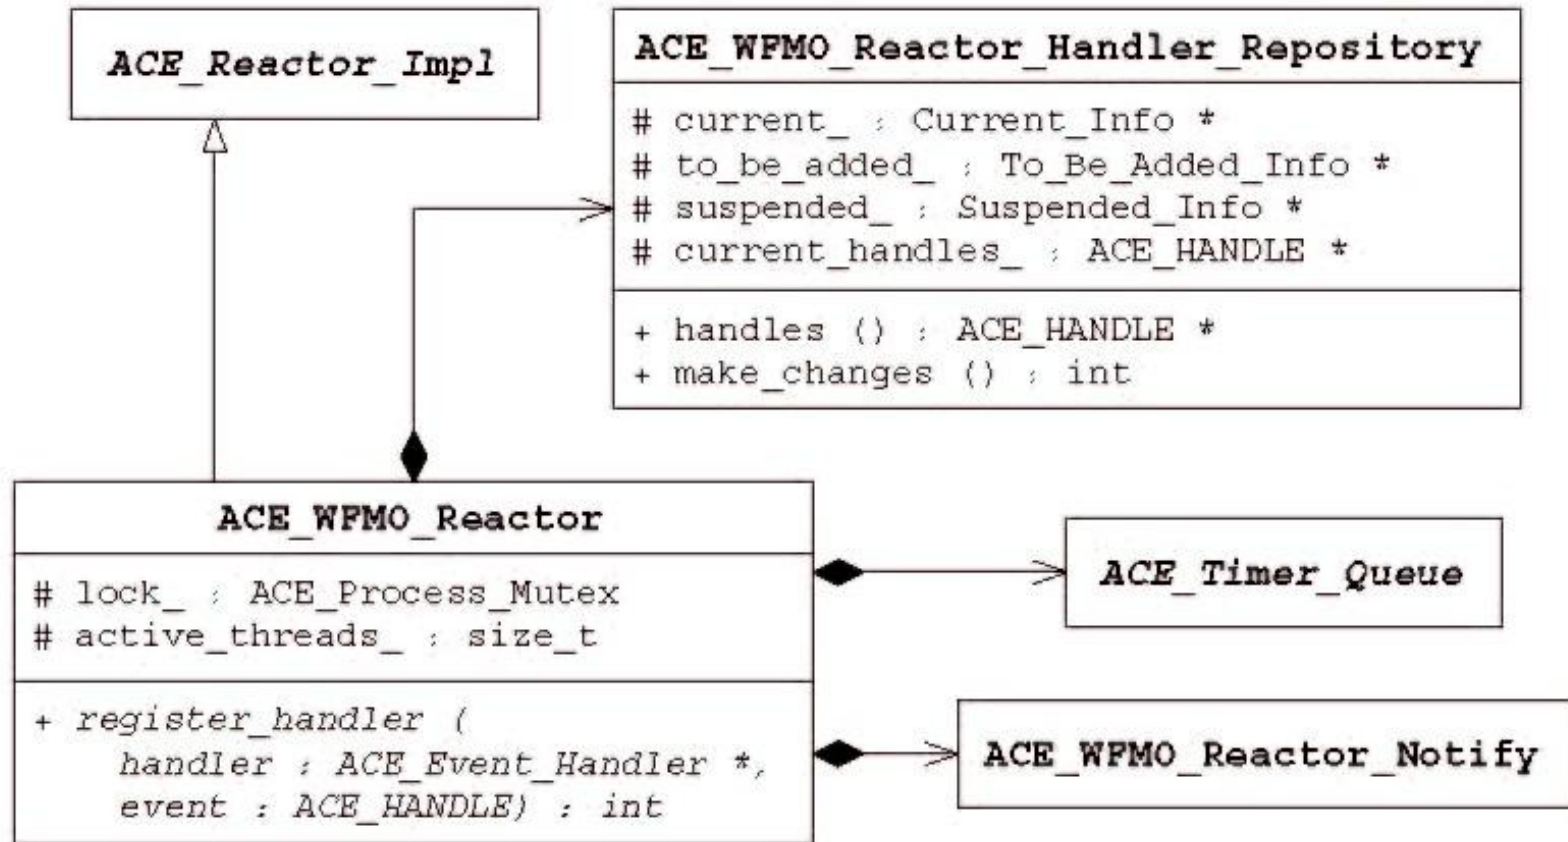 ACE_Reactor_Impl
ACE_WFMO_Reactor_Handler_Repository
# current_ : Current_Info *
# to_be_added_ : To_Be_Added_Info *
# suspended_ : Suspended_Info *
# current_handles_ : ACE_HANDLE *
+ handles () : ACE_HANDLE *
+ make_changes () : int
ACE_WFMO_Reactor
# lock_ : ACE_Process_Mutex
# active_threads_ : size_t
+ register_handler (
handler : ACE_Event_Handler *,
event : ACE_HANDLE) : int
ACE_Timer_Queue
ACE_WFMO_Reactor_Notify